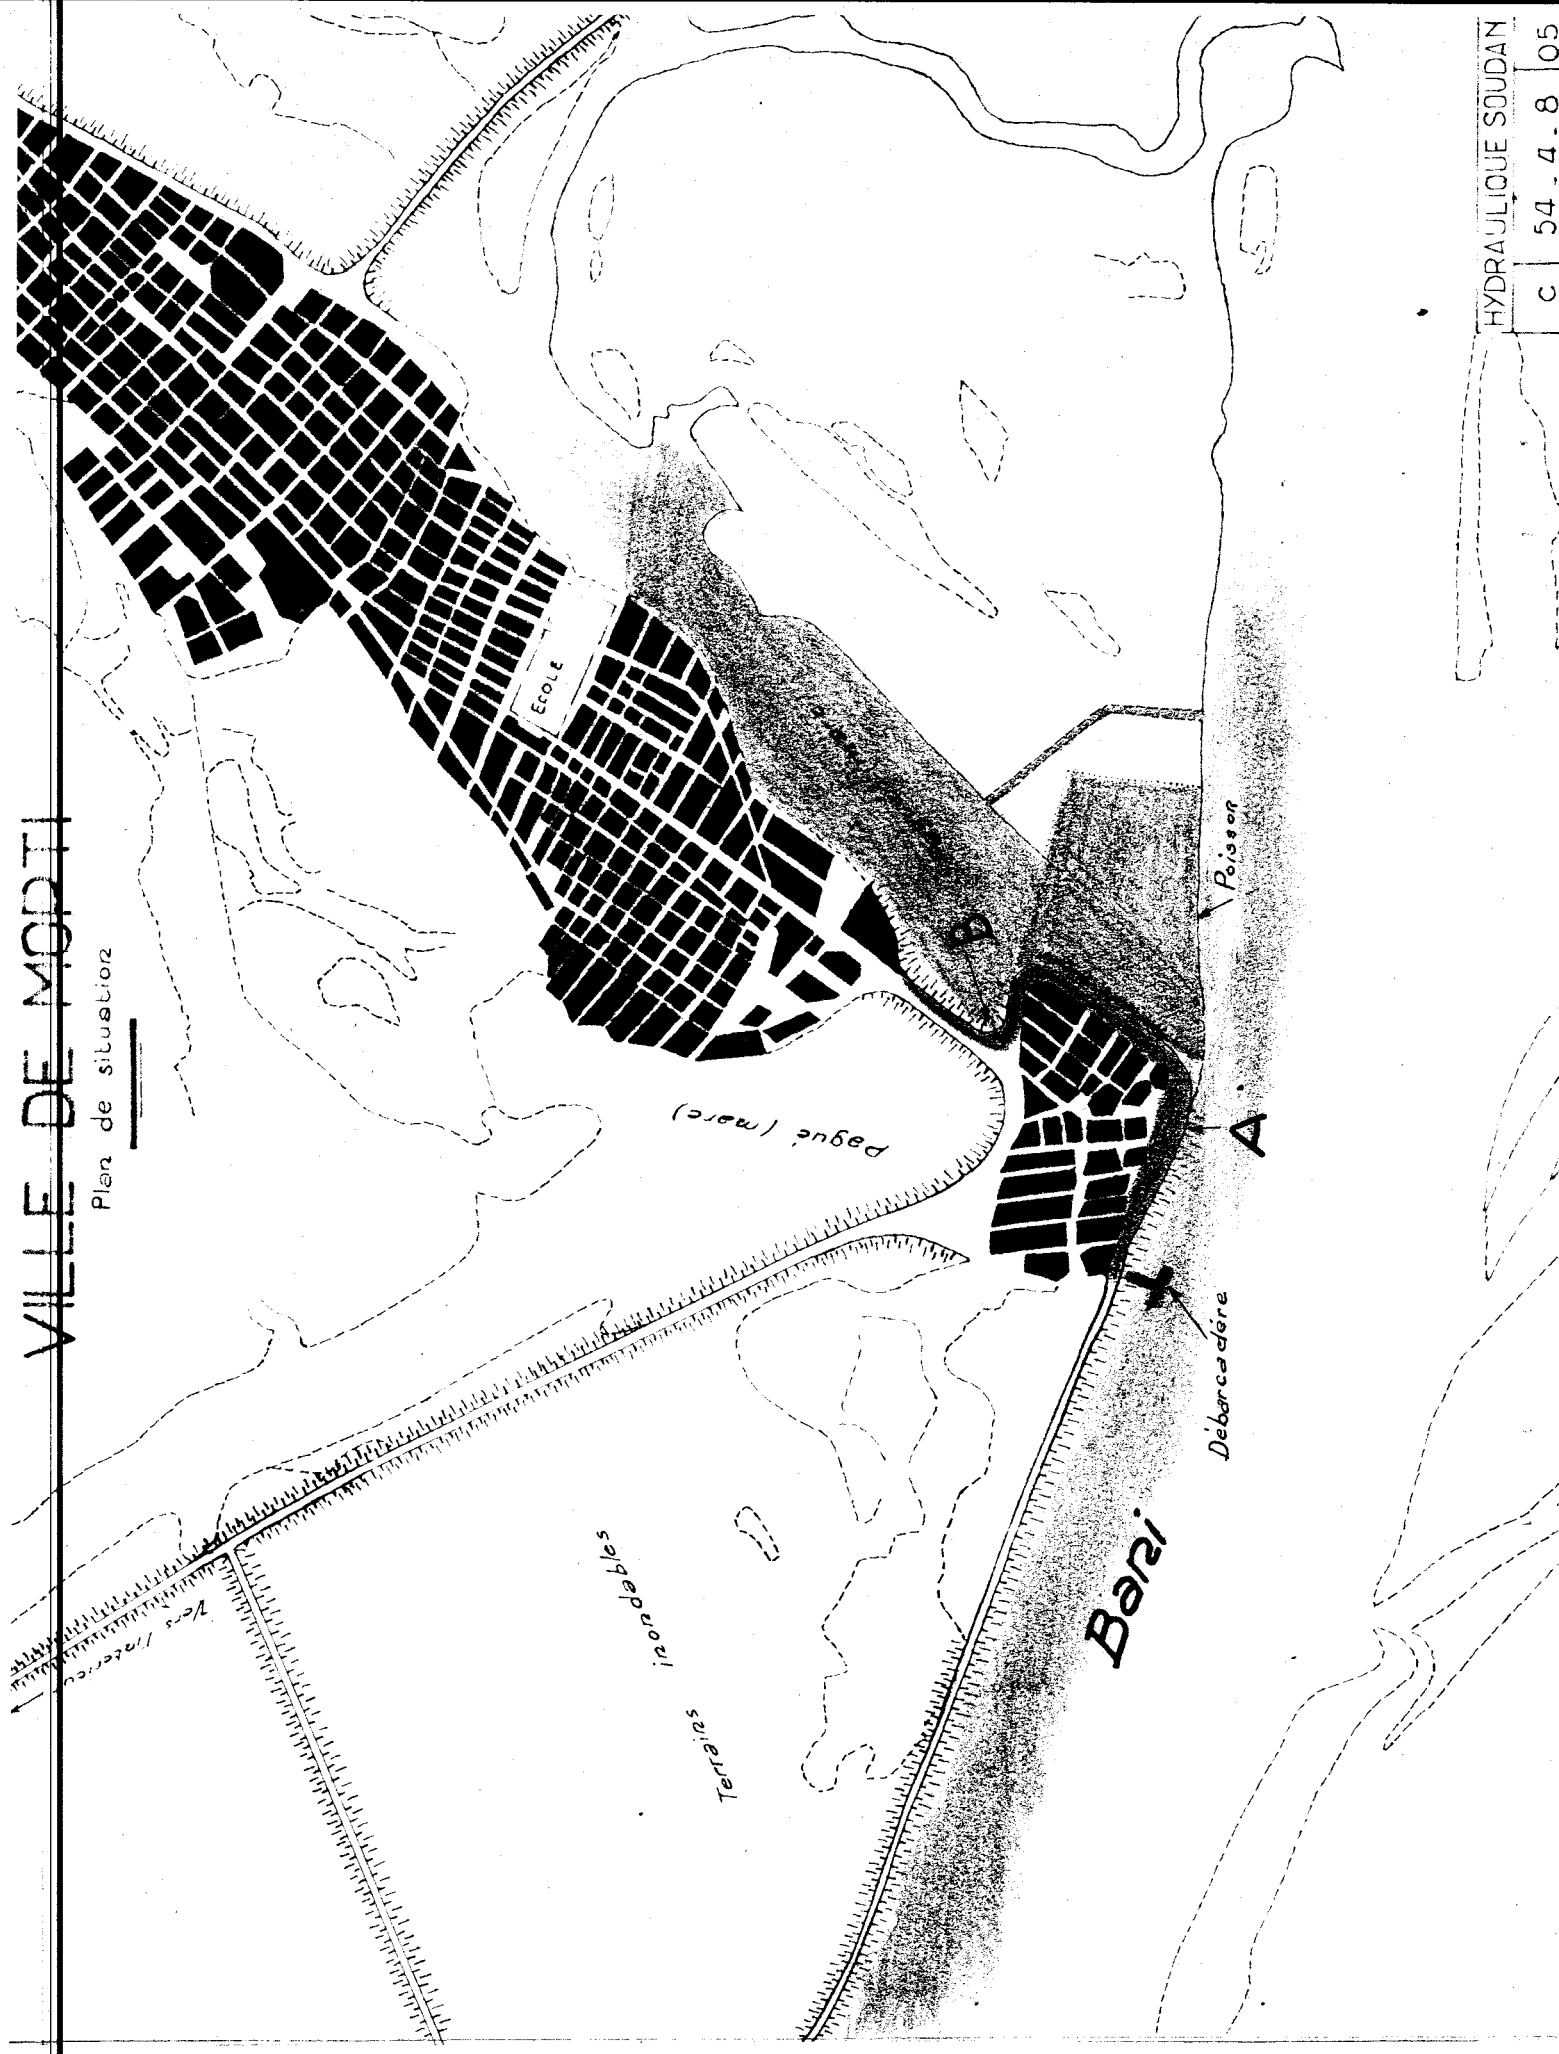 VILLE DE MOPTI
Plan de situation
ECOLE
Pagué (mare)
B
Poisson
A
Débarcadère
Bani
Vers l'interieur
Terrains inondables
HYDRAULIQUE SOUDAN
C | 54 - 4 - 8 | 05